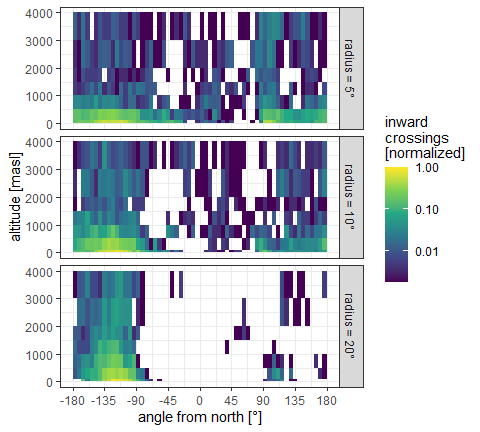 4000
3000
2000
1000
0
radius = 5°
4000
3000
2000
1000
0
radius = 10°
4000
3000
2000
1000
0
radius = 20°
altitude [masl]
-180 -135 -90 -45 0 45 90 135 180
angle from north [°]
inward
crossings
[normalized]
1.00
0.10
0.01